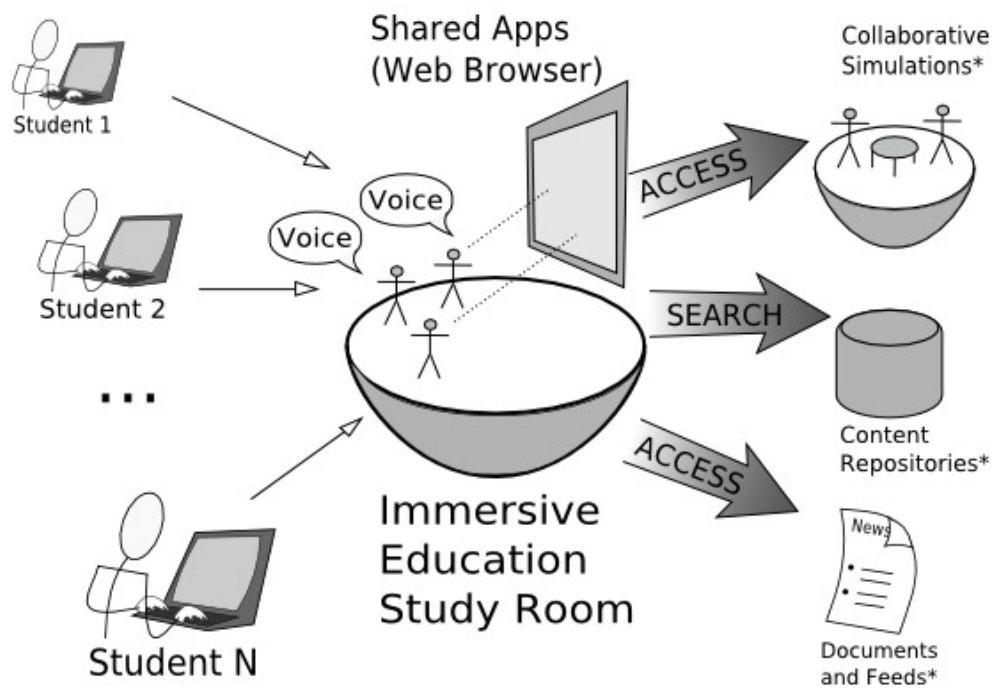 Shared Apps
(Web Browser)
Collaborative
Simulations*
Student 1
ACCESS
Voice
Voice
Student 2
SEARCH
...
Content
Repositories*
ACCESS
Immersive
Education
Study Room
News
Student N
Documents
and Feeds*